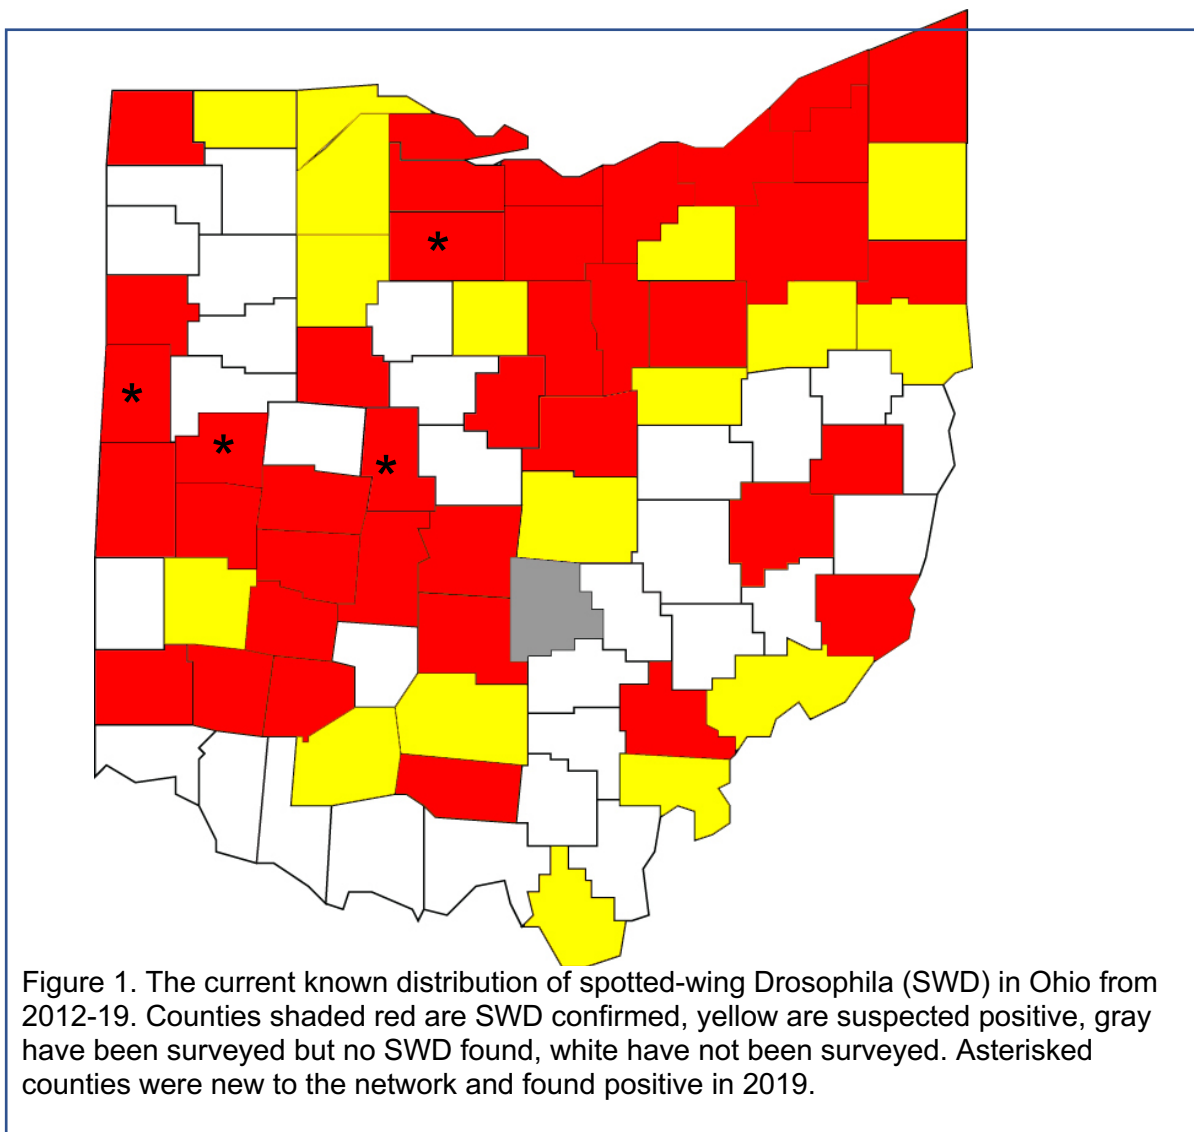 *
*
*
*
Figure 1. The current known distribution of spotted-wing Drosophila (SWD) in Ohio from
2012-19. Counties shaded red are SWD confirmed, yellow are suspected positive, gray
have been surveyed but no SWD found, white have not been surveyed. Asterisked
counties were new to the network and found positive in 2019.